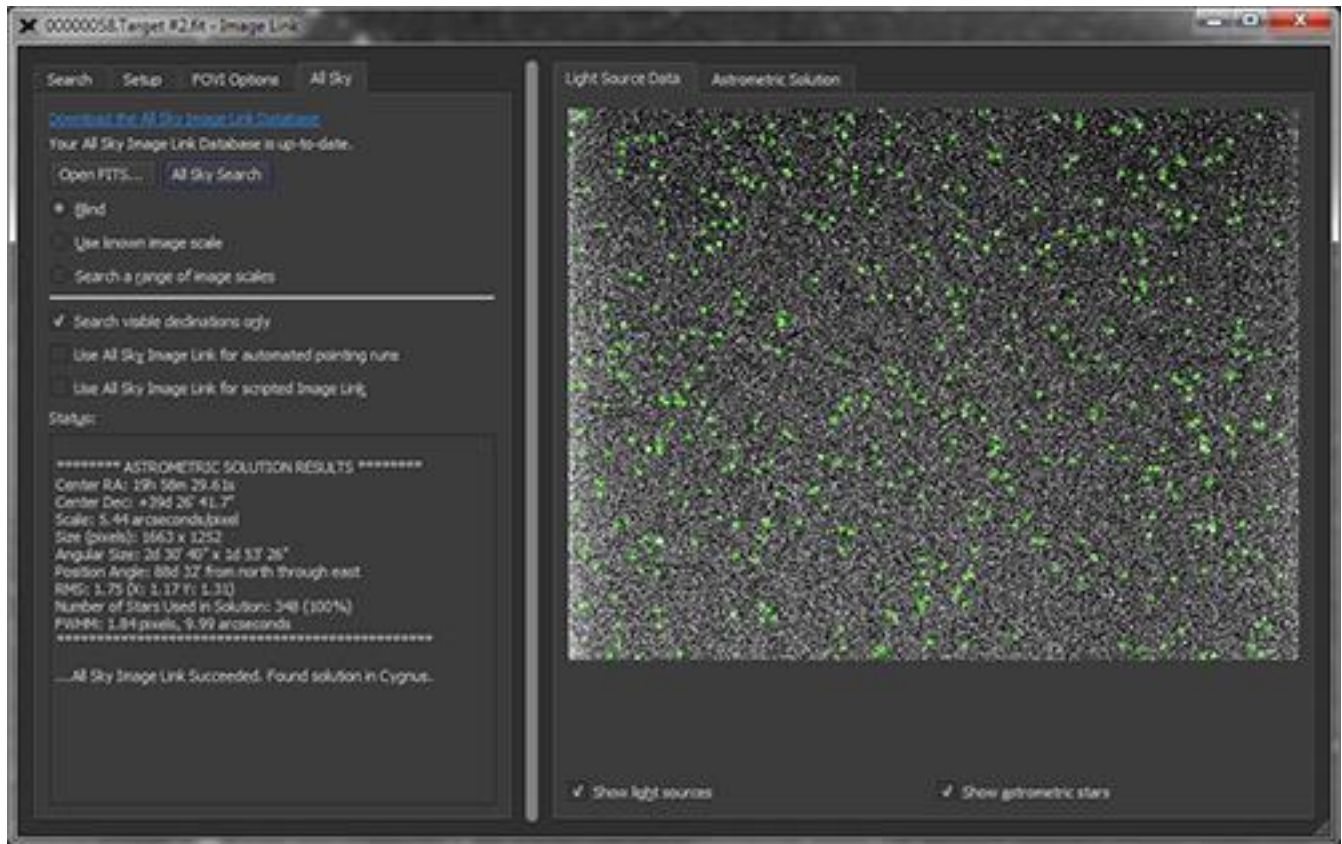 00000058.Target #2.fit - Image Link
Search Setup FOVI Options All Sky
Download the All Sky Image Link Database
Your All Sky Image Link Database is up-to-date.
Open FITS... All Sky Search
Blind
Use known image scale
Search a range of image scales
Search visible declinations only
Use All Sky Image Link for automated pointing runs
Use All Sky Image Link for scripted Image Link
Status:
******** ASTROMETRIC SOLUTION RESULTS ********
Center RA: 19h 58m 29.61s
Center Dec: +39d 26' 41.7"
Scale: 5.44 arcseconds/pixel
Size (pixels): 1663 x 1252
Angular Size: 2d 30' 40" x 1d 53' 26"
Position Angle: 88d 32' from north through east
RMS: 1.75 (X: 1.17 Y: 1.31)
Number of Stars Used in Solution: 348 (100%)
FWHM: 1.84 pixels, 9.99 arcseconds
************************************************
....All Sky Image Link Succeeded. Found solution in Cygnus.
Light Source Data Astrometric Solution
Show light sources
Show astrometric stars